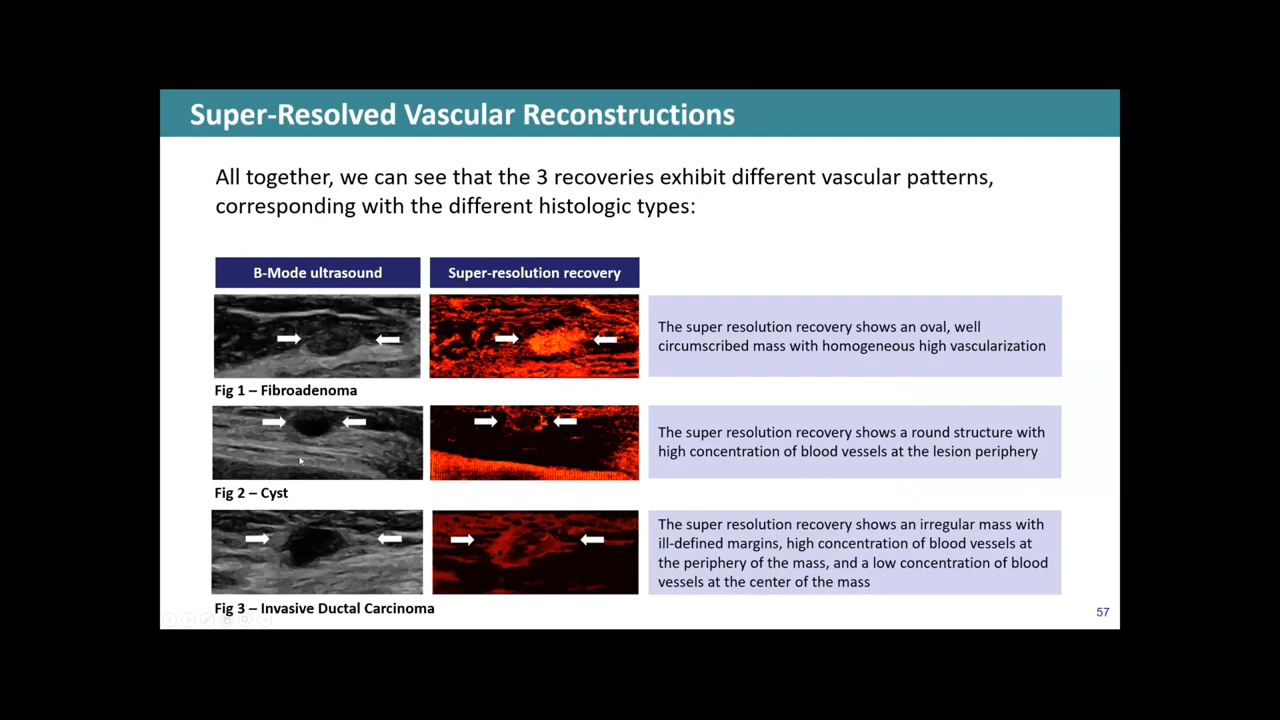 Super-Resolved Vascular Reconstructions
All together, we can see that the 3 recoveries exhibit different vascular patterns,
corresponding with the different histologic types:
B-Mode ultrasound
Super-resolution recovery
The super resolution recovery shows an oval, well
circumscribed mass with homogeneous high vascularization
Fig 1 – Fibroadenoma
The super resolution recovery shows a round structure with
high concentration of blood vessels at the lesion periphery
Fig 2 – Cyst
The super resolution recovery shows an irregular mass with
ill-defined margins, high concentration of blood vessels at
the periphery of the mass, and a low concentration of blood
vessels at the center of the mass
Fig 3 – Invasive Ductal Carcinoma
57